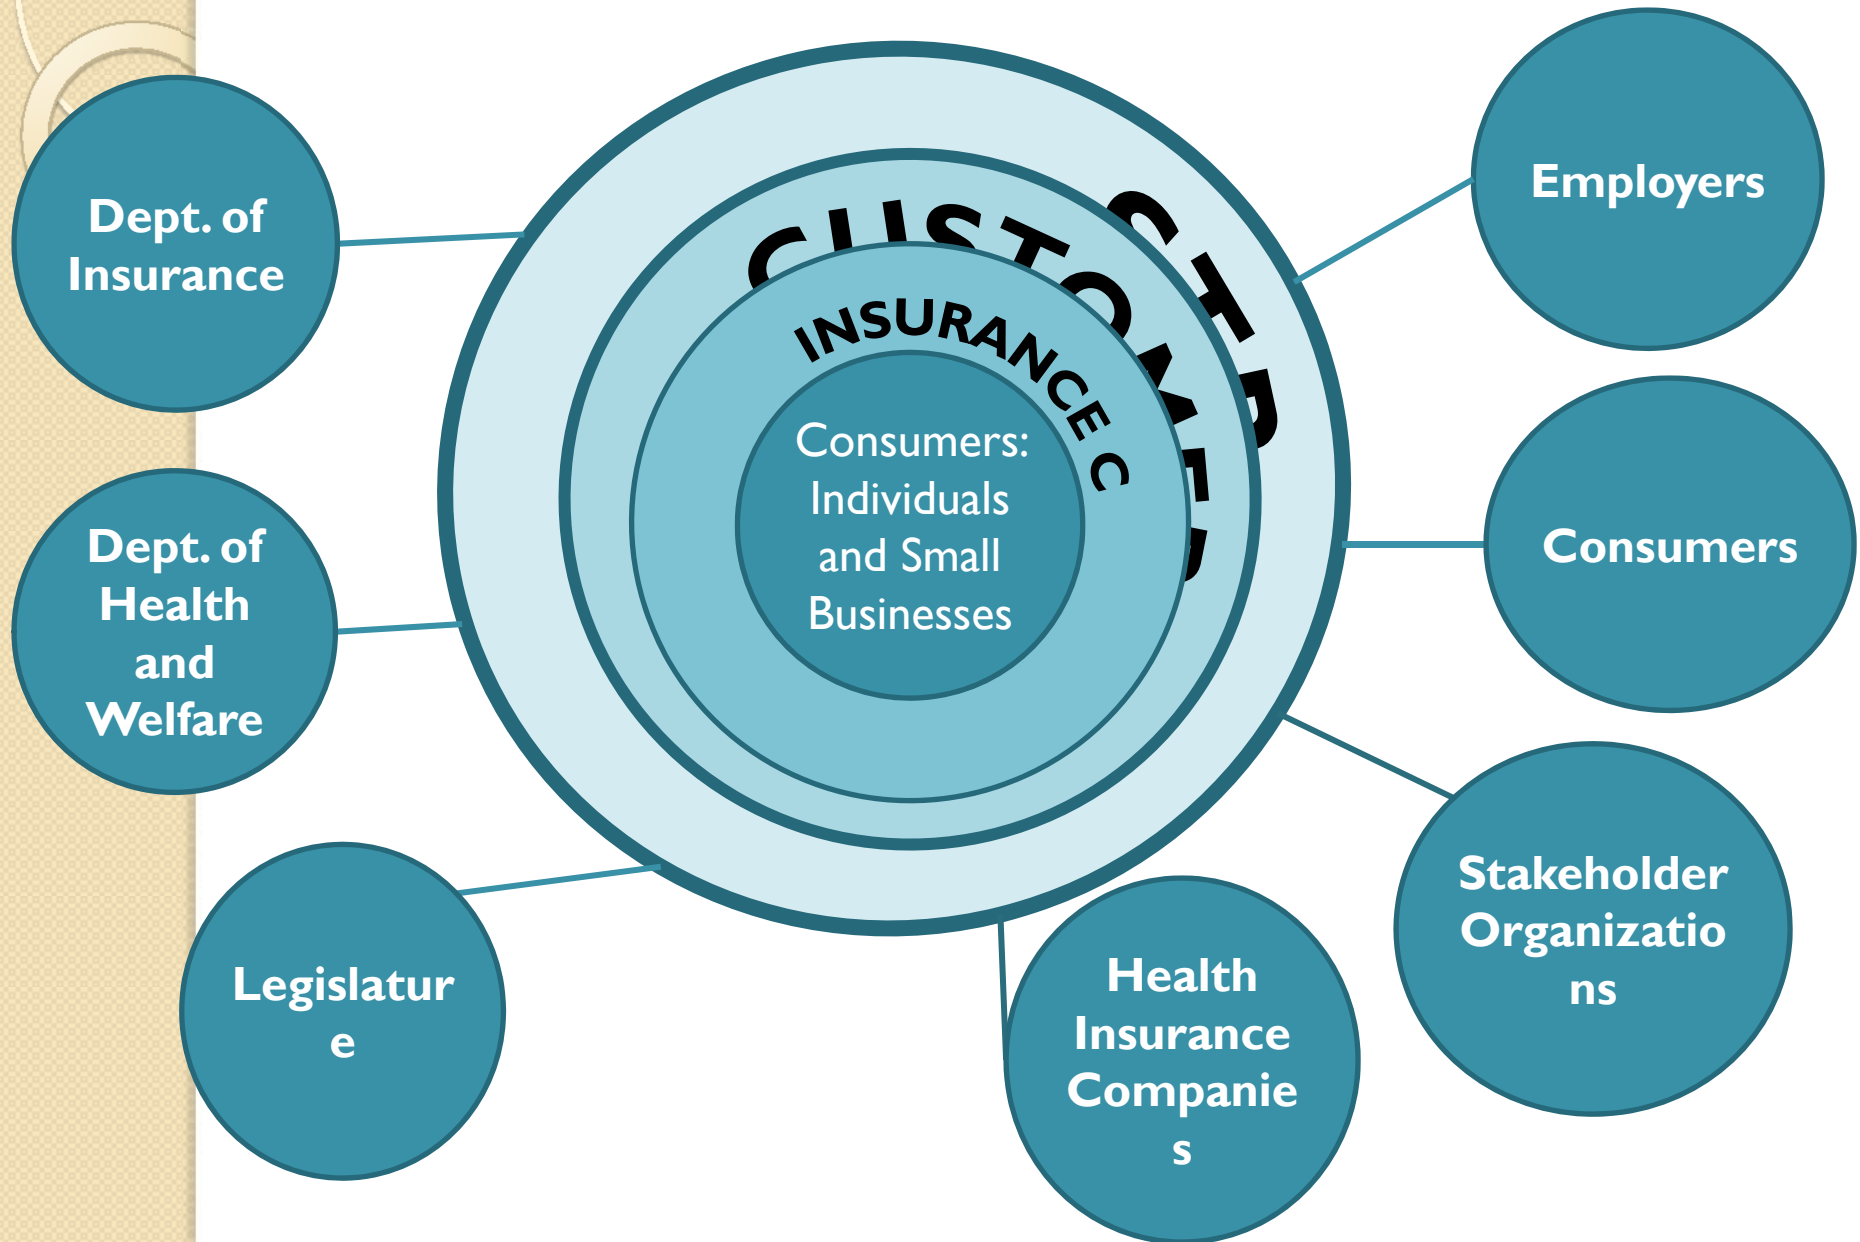 Dept. of
Insurance
Employers
INSURANCE C
Consumers:
Individuals
and Small
Businesses
Dept. of
Health
and
Welfare
Consumers
Stakeholder
Organizatio
ns
Legislatur
e
Health
Insurance
Companie
s